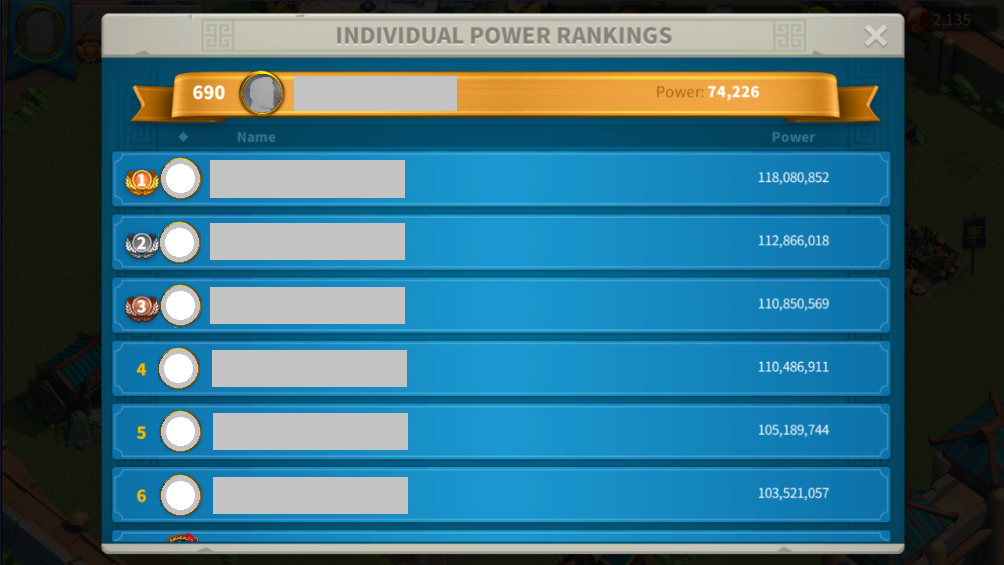 2,135
INDIVIDUAL POWER RANKINGS
690 Power: 74,226
Name Power
1 118,080,852
2 112,866,018
3 110,850,569
4 110,486,911
5 105,189,744
6 103,521,057